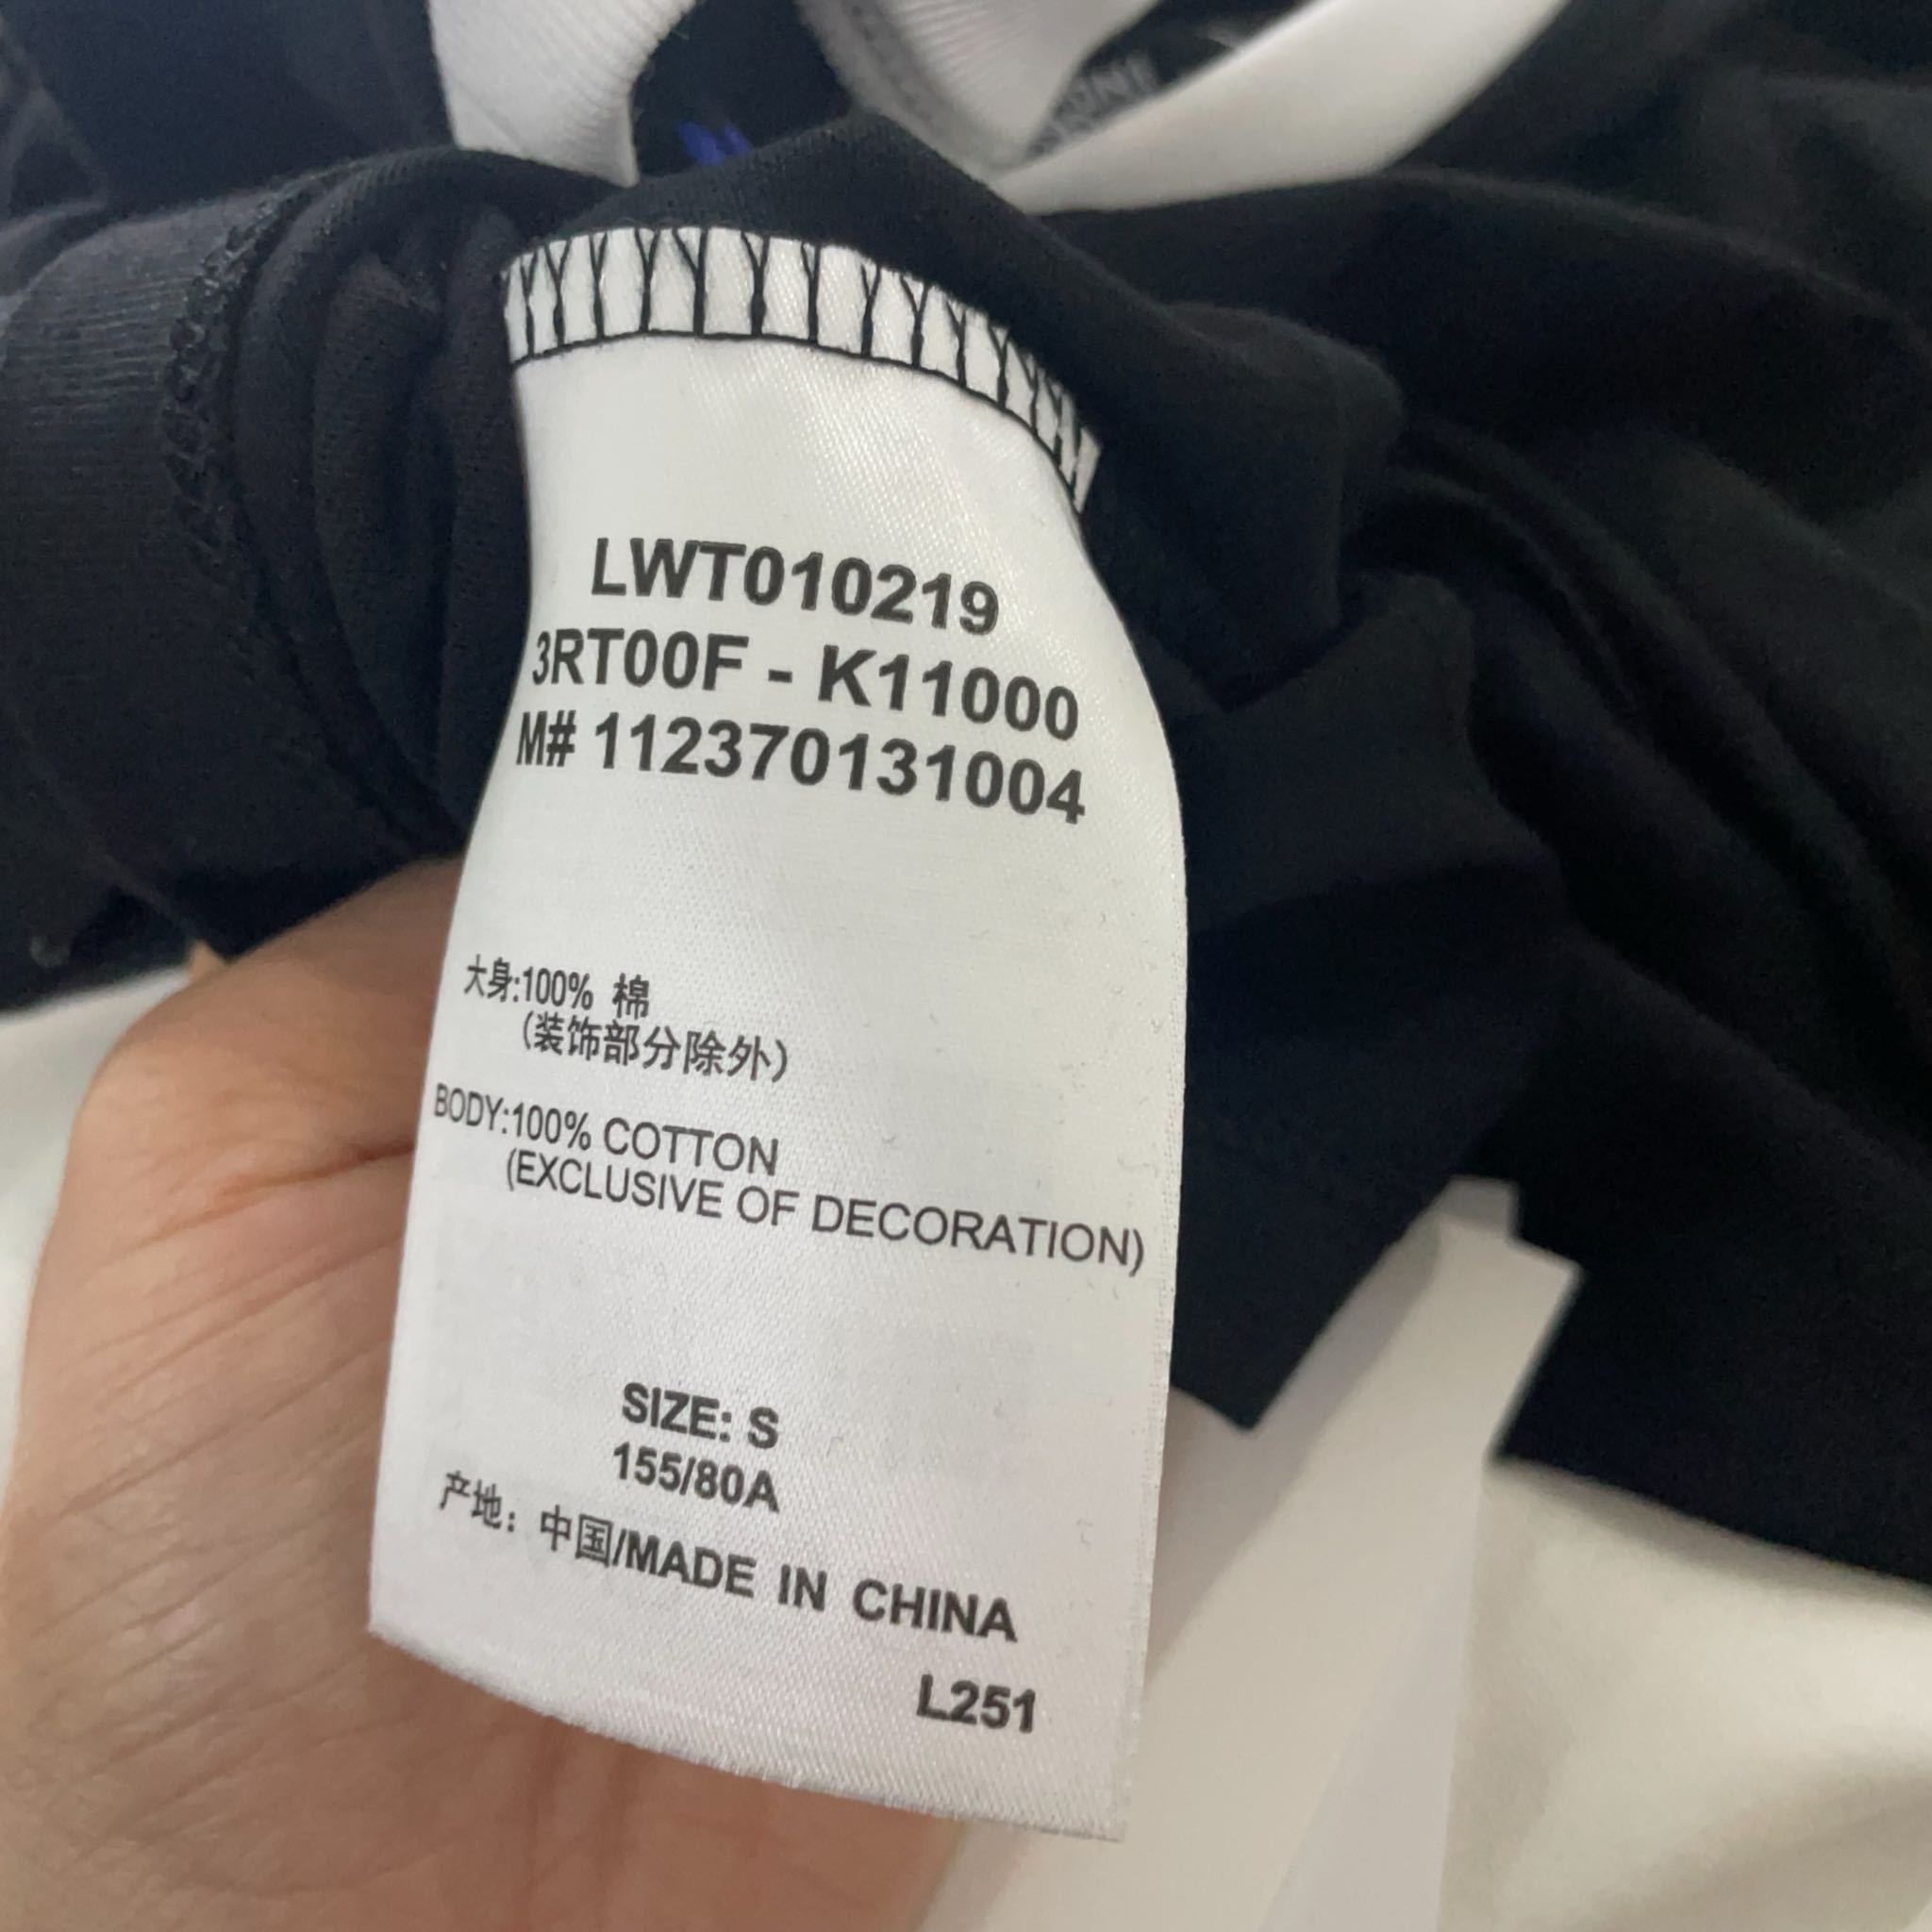 LWT010219
3RT00F - K11000
M# 112370131004
大身:100% 棉
(装饰部分除外)
BODY:100% COTTON
(EXCLUSIVE OF DECORATION)
SIZE: S
155/80A
产地: 中国/MADE IN CHINA
L251